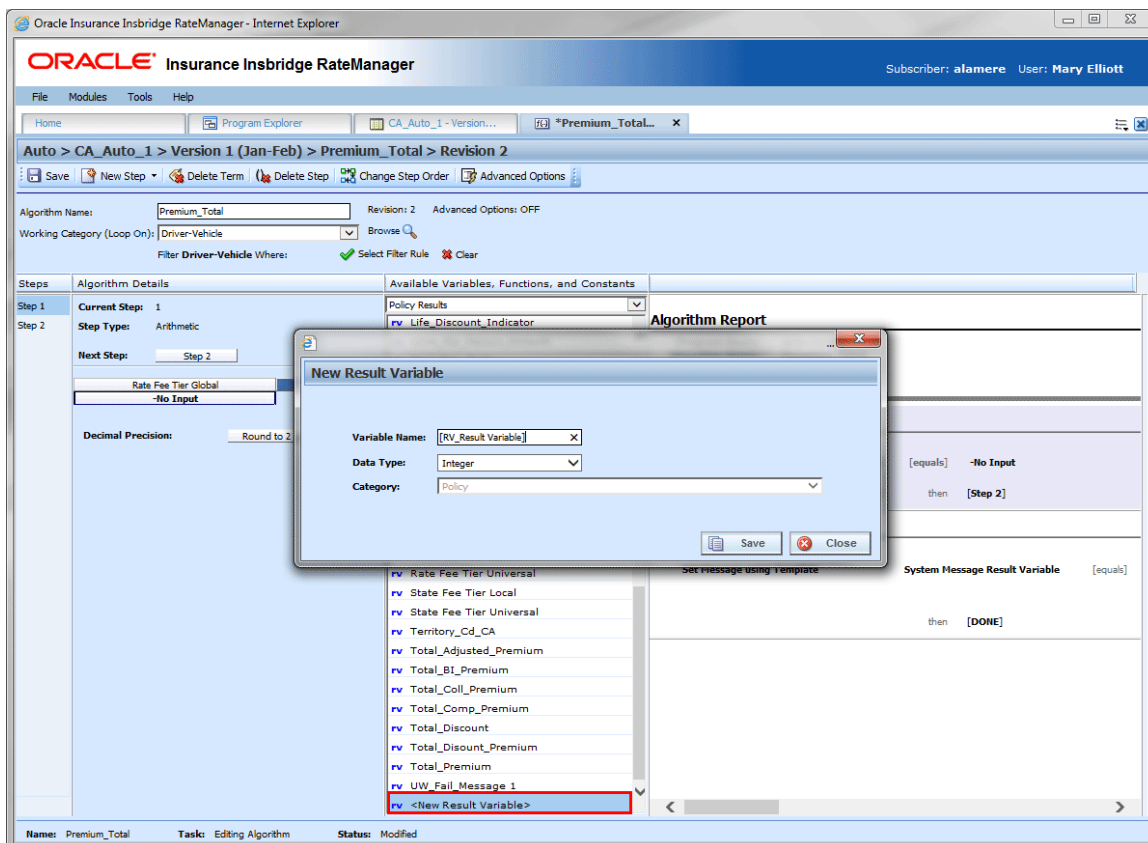 Oracle Insurance Insbridge RateManager - Internet Explorer
ORACLE Insurance Insbridge RateManager
Subscriber: alamere User: Mary Elliott
File Modules Tools Help
Home Program Explorer CA_Auto_1 - Version... *Premium_Total... x
Auto > CA_Auto_1 > Version 1 (Jan-Feb) > Premium_Total > Revision 2
Save New Step Delete Term Delete Step Change Step Order Advanced Options
Algorithm Name: Premium_Total Revision: 2 Advanced Options: OFF
Working Category (Loop On): Driver-Vehicle Browse
Filter Driver-Vehicle Where: Select Filter Rule Clear
Steps Algorithm Details Available Variables, Functions, and Constants
Step 1 Current Step: 1 Policy Results
Step 2 Step Type: Arithmetic rv Life_Discount_Indicator Algorithm Report
Next Step: Step 2
Rate Fee Tier Global
-No Input
Decimal Precision: Round to 2
...
New Result Variable
Variable Name: [RV_Result Variable]
Data Type: Integer
Category: Policy
Save Close
[equals] -No Input
then [Step 2]
rv Rate Fee Tier Universal Set Message using Template System Message Result Variable [equals]
rv State Fee Tier Local
rv State Fee Tier Universal
then [DONE]
rv Territory_Cd_CA
rv Total_Adjusted_Premium
rv Total_BI_Premium
rv Total_Coll_Premium
rv Total_Comp_Premium
rv Total_Discount
rv Total_Disount_Premium
rv Total_Premium
rv UW_Fail_Message 1
rv <New Result Variable>
Name: Premium_Total Task: Editing Algorithm Status: Modified